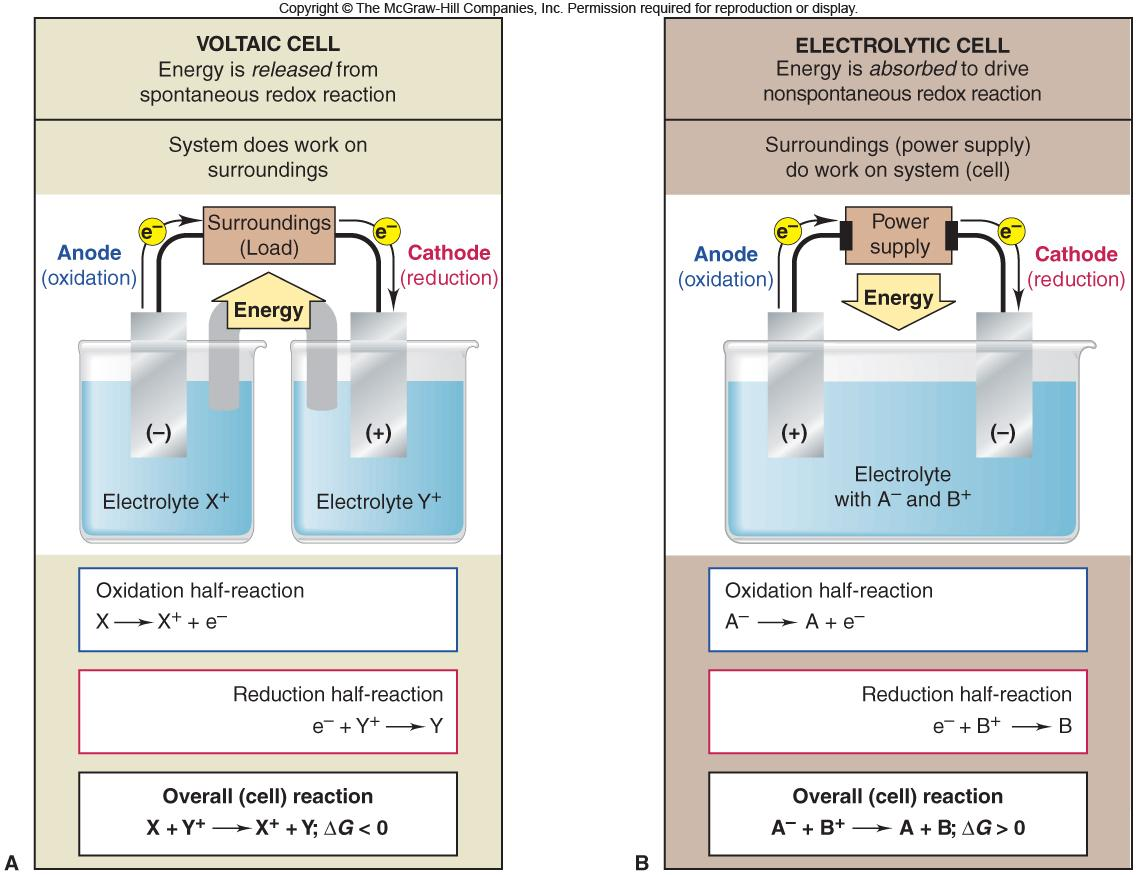 Copyright © The McGraw-Hill Companies, Inc. Permission required for reproduction or display.
VOLTAIC CELL
Energy is released from
spontaneous redox reaction
System does work on
surroundings
e⁻
Surroundings
(Load)
e⁻
Anode
(oxidation)
Cathode
(reduction)
Energy
(–)
(+)
Electrolyte X⁺
Electrolyte Y⁺
Oxidation half-reaction
X ⟶ X⁺ + e⁻
Reduction half-reaction
e⁻ + Y⁺ ⟶ Y
Overall (cell) reaction
X + Y⁺ ⟶ X⁺ + Y; ΔG < 0
A
ELECTROLYTIC CELL
Energy is absorbed to drive
nonspontaneous redox reaction
Surroundings (power supply)
do work on system (cell)
e⁻
Power
supply
e⁻
Anode
(oxidation)
Cathode
(reduction)
Energy
(+)
(–)
Electrolyte
with A⁻ and B⁺
Oxidation half-reaction
A⁻ ⟶ A + e⁻
Reduction half-reaction
e⁻ + B⁺ ⟶ B
Overall (cell) reaction
A⁻ + B⁺ ⟶ A + B; ΔG > 0
B